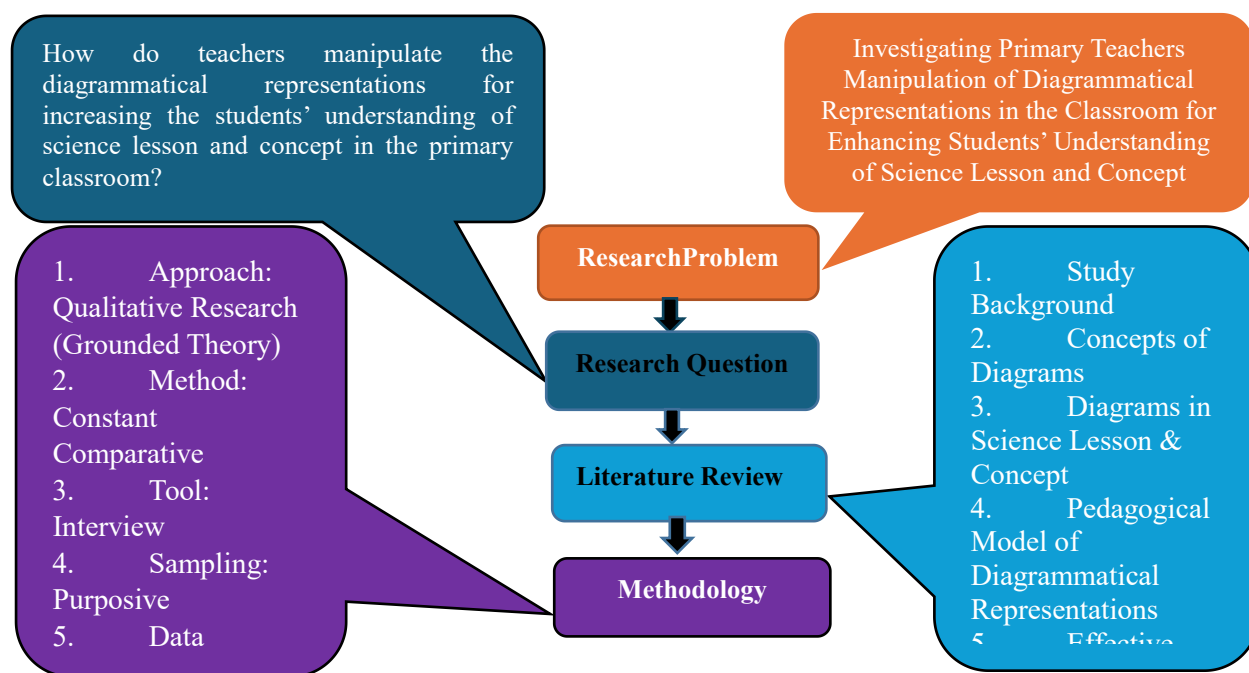 How do teachers manipulate the
diagrammatical representations for
increasing the students’ understanding of
science lesson and concept in the primary
classroom?
Investigating Primary Teachers
Manipulation of Diagrammatical
Representations in the Classroom for
Enhancing Students’ Understanding
of Science Lesson and Concept
ResearchProblem
Research Question
Literature Review
Methodology
1. Approach:
Qualitative Research
(Grounded Theory)
2. Method:
Constant
Comparative
3. Tool:
Interview
4. Sampling:
Purposive
5. Data
1. Study
Background
2. Concepts of
Diagrams
3. Diagrams in
Science Lesson &
Concept
4. Pedagogical
Model of
Diagrammatical
Representations
5. Effective